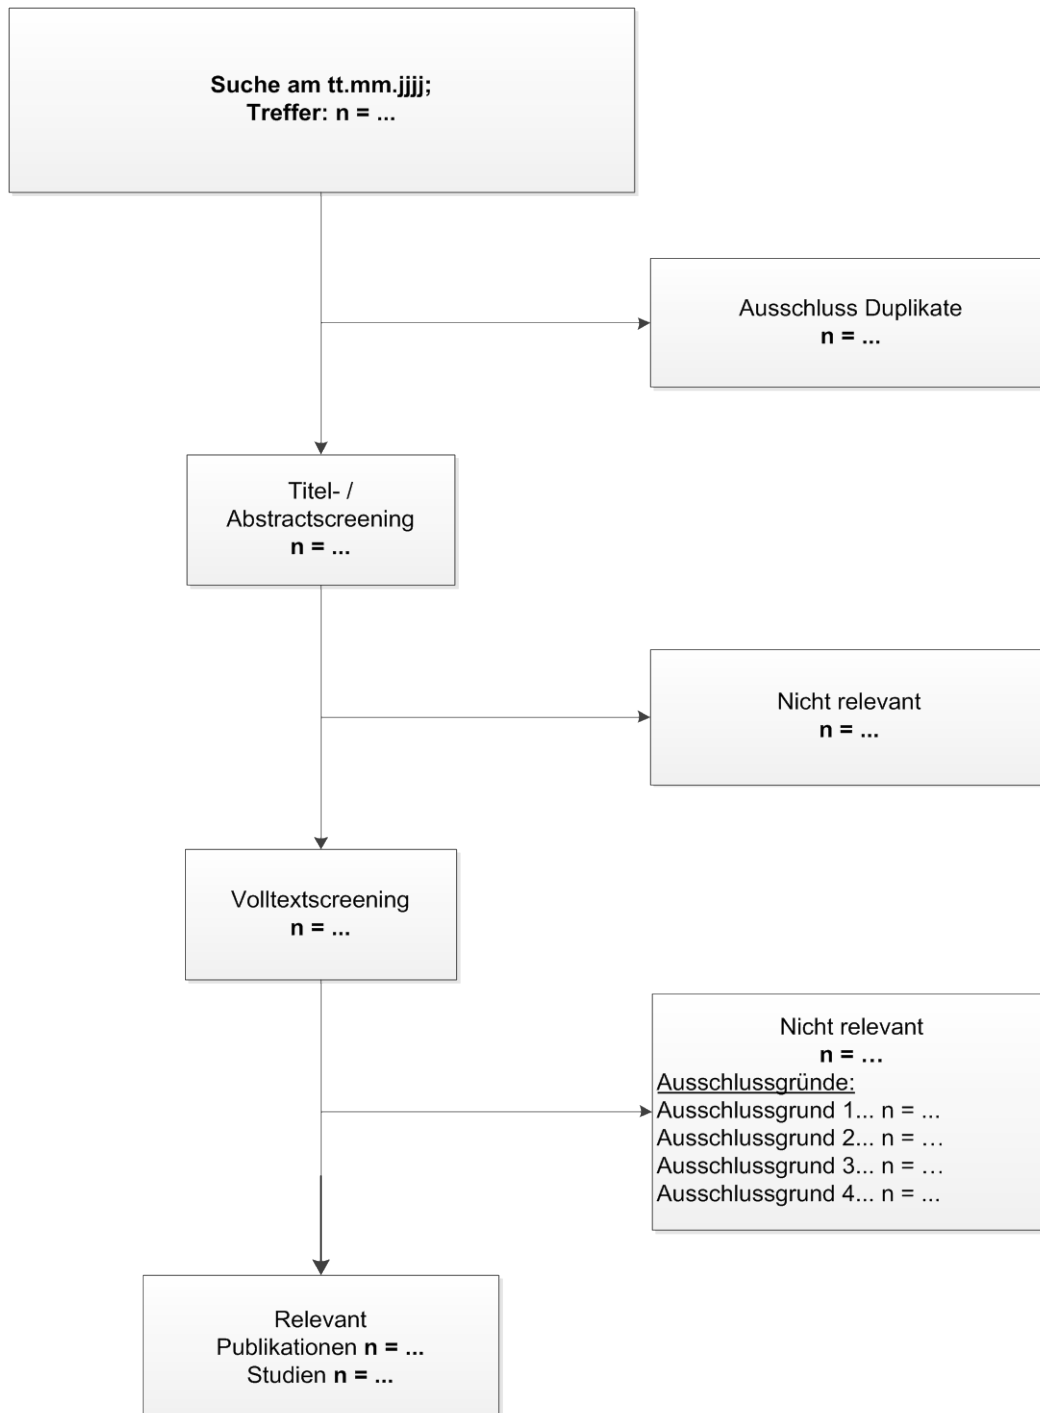 Suche am tt.mm.jjjj;
Treffer: n = ...
Ausschluss Duplikate
n = ...
Titel- /
Abstractscreening
n = ...
Nicht relevant
n = ...
Volltextscreening
n = ...
Nicht relevant
n = ...
Ausschlussgründe:
Ausschlussgrund 1... n = ...
Ausschlussgrund 2... n = ...
Ausschlussgrund 3... n = ...
Ausschlussgrund 4... n = ...
Relevant
Publikationen n = ...
Studien n = ...